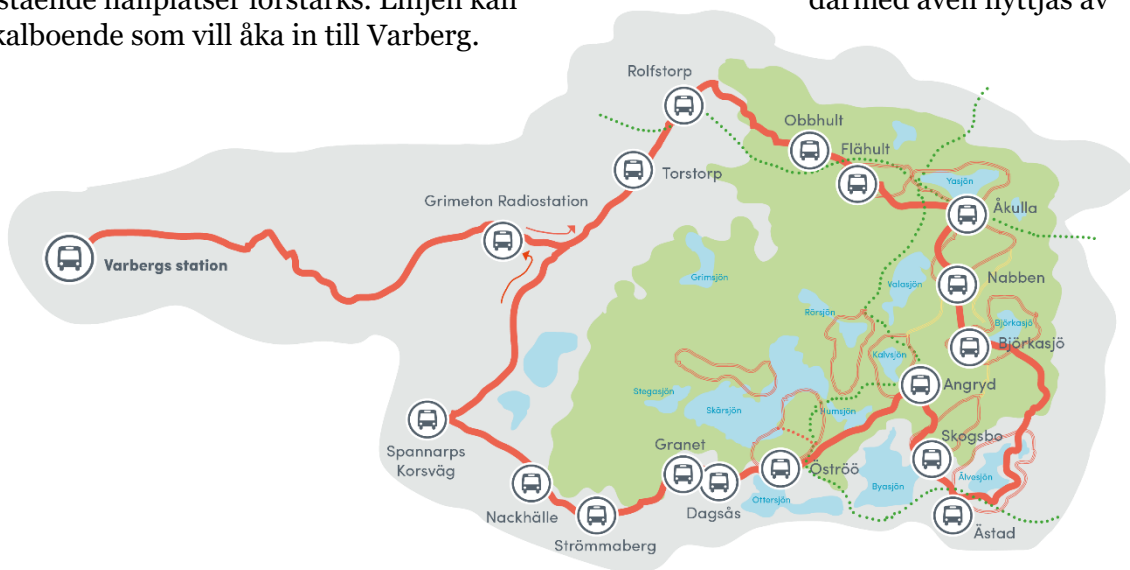 stående hållplatser förstärks. Linjen kan
därmed även nyttjas av
kalboende som vill åka in till Varberg.
Rolfstorp
Obbhult
Flähult
Torstorp
Yasjön
Grimeton Radiostation
Åkulla
Varbergs station
Grimsjön
Nabben
Valasjön
Rörsjön
Björkasjö
Björkasjö
Kalvsjön
Angryd
Stegasjön
Skärsjön
Humsjön
Spannarps
Korsväg
Granet
Skogsbo
Öströö
Älvesjön
Byasjön
Ottersjön
Nackhälle
Dagsås
Ästad
Strömmaberg